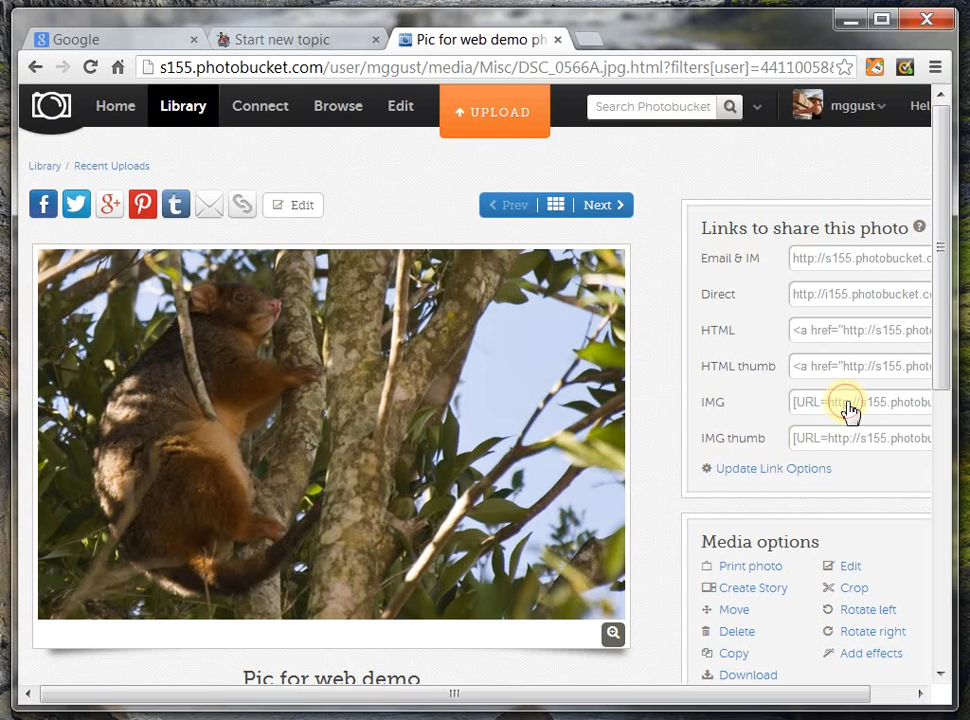 Google
Start new topic
Pic for web demo ph
s155.photobucket.com/user/mggust/media/Misc/DSC_0566A.jpg.html?filters[user]=44110058&
Home
Library
Connect
Browse
Edit
UPLOAD
Search Photobucket
mggust
Hel
Library / Recent Uploads
Edit
Prev
Next
Links to share this photo
Email & IM
http://s155.photobucket.c
Direct
http://i155.photobucket.co
HTML
<a href="http://s155.phot
HTML thumb
<a href="http://s155.phot
IMG
[URL=http://s155.photobu
IMG thumb
[URL=http://s155.photobu
Update Link Options
Media options
Print photo
Edit
Create Story
Crop
Move
Rotate left
Delete
Rotate right
Copy
Add effects
Download
Pic for web demo